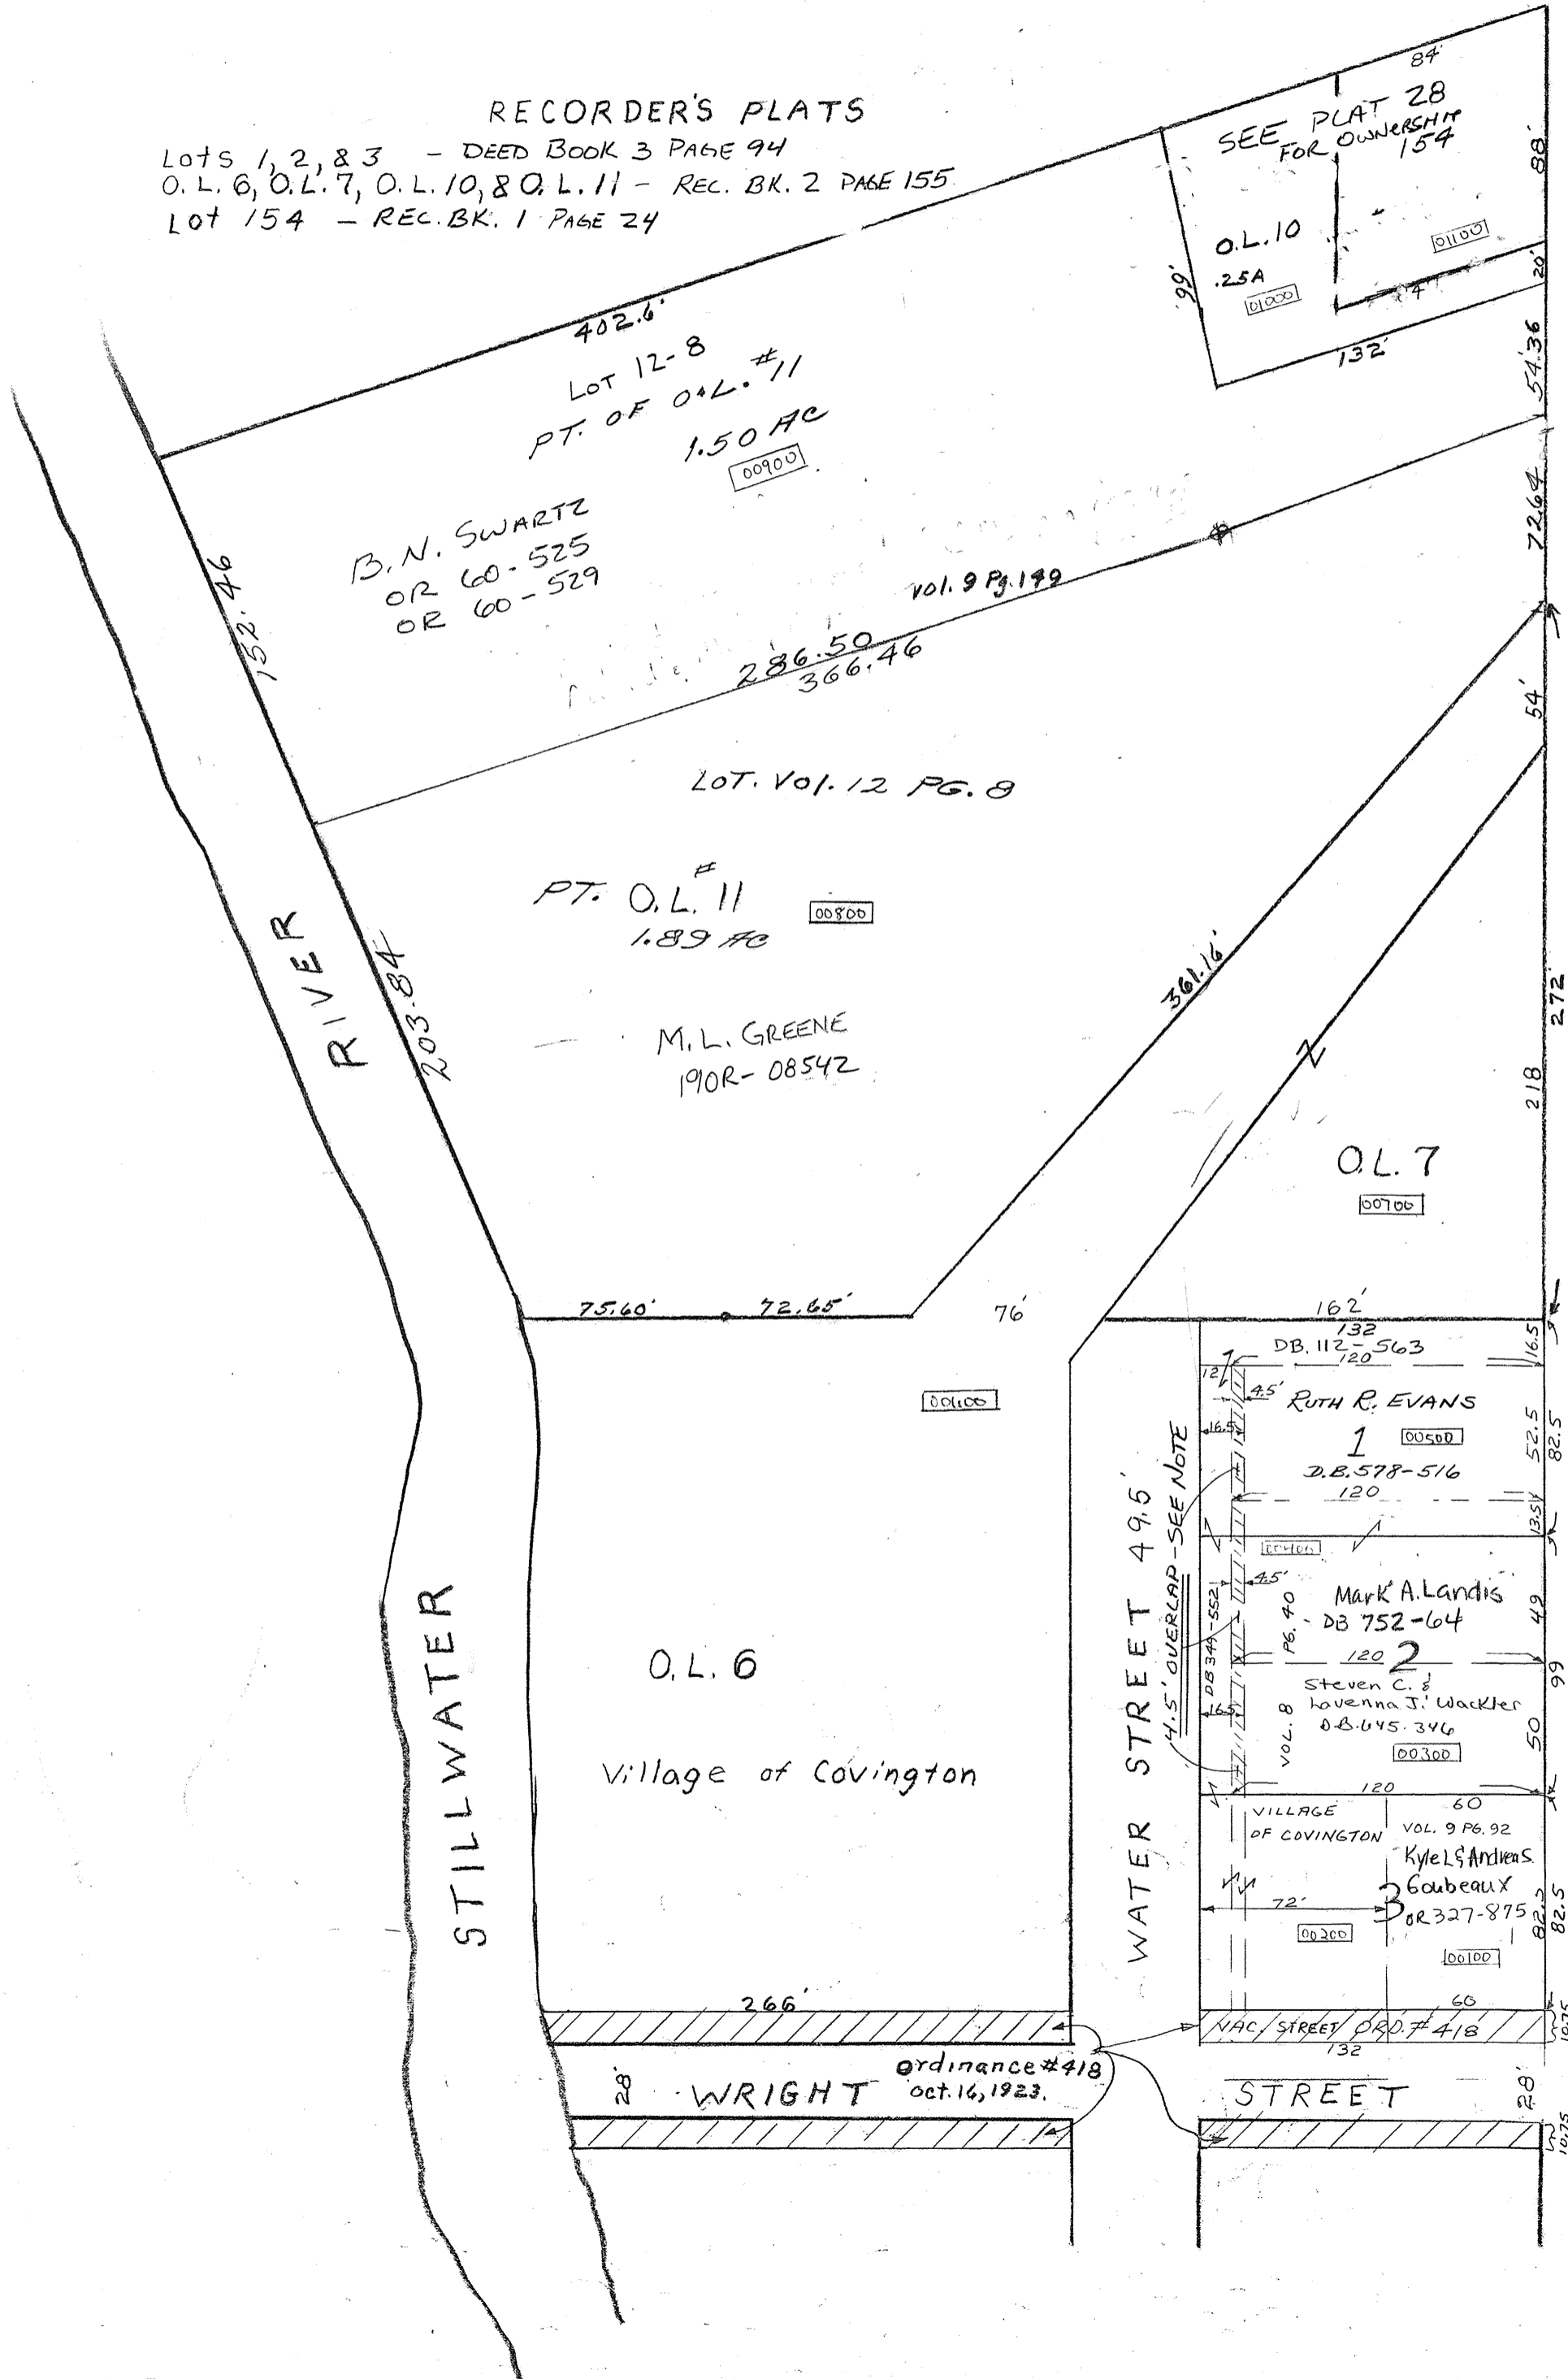 RECORDER'S PLATS
Lots 1, 2, & 3 — DEED BOOK 3 PAGE 94
O.L. 6, O.L. 7, O.L. 10, & O.L. 11 — REC. BK. 2 PAGE 155
Lot 154 — REC. BK. 1 PAGE 24
84'
SEE PLAT 28
FOR OWNERSHIP
154
88'
O.L. 10
.25A
01000
01100
99'
20'
132'
54.36
402.6'
LOT 12-8
PT. OF O.L. #11
1.50 AC
00900
B.N. SWARTZ
OR 60-525
OR 60-529
152.46
vol. 9 Pg. 199
286.50
366.46
72.64
54'
LOT. Vol. 12 PG. 8
PT. O.L. #11
00800
1.89 AC
M.L. GREENE
190R-08542
203.84
361.16'
Z
272'
218
O.L. 7
00700
RIVER
STILLWATER
75.60'
72.65'
76'
162'
132
DB. 112-563
120
16.5
12
4.5'
RUTH R. EVANS
16.5
1
00500
D.B. 578-516
120
52.5
82.5
13.5
00600
WATER STREET 49.5'
4.5' OVERLAP - SEE NOTE
DB 349-552
00400
4.5'
Mark A. Landis
DB 752-64
49
120
2
Steven C. &
Lavenna J. Wackler
D.B. 645-346
00300
16.5
VOL. 8 PG. 40
99
50
120
O.L. 6
Village of Covington
VILLAGE
OF COVINGTON
60
VOL. 9 PG. 92
Kyle L & Andrea S.
Goubeaux
3
OR 327-875
72'
00200
00100
82.5
82.5
60
266'
VAC. STREET ORD. #418
132
10.75
ordinance #418
oct. 16, 1923.
28'
WRIGHT
STREET
28'
10.75